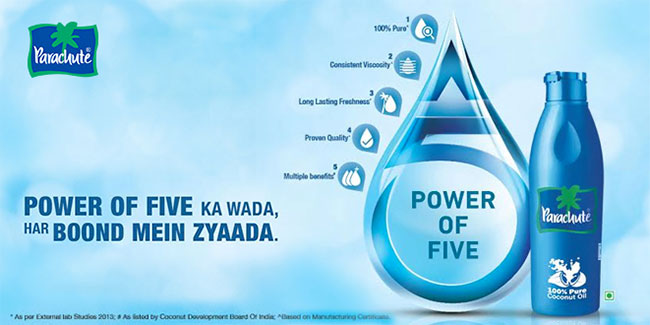 Parachute®
1
100% Pure*
2
Consistent Viscosity*
3
Long Lasting Freshness*
4
Proven Quality^
5
Multiple benefits#
POWER OF FIVE KA WADA,
HAR BOOND MEIN ZYAADA.
POWER
OF
FIVE
Parachute®
100% Pure
Coconut Oil
* As per External lab Studies 2013; # As listed by Coconut Development Board Of India; ^Based on Manufacturing Certificate.